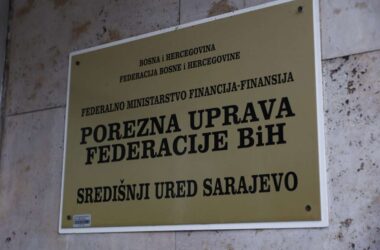 BOSNA i HERCEGOVINA
FEDERACIJA BOSNE i HERCEGOVINE
FEDERALNO MINISTARSTVO FINANCIJA-FINANSIJA
POREZNA UPRAVA
FEDERACIJE BiH
SREDIŠNJI URED SARAJEVO